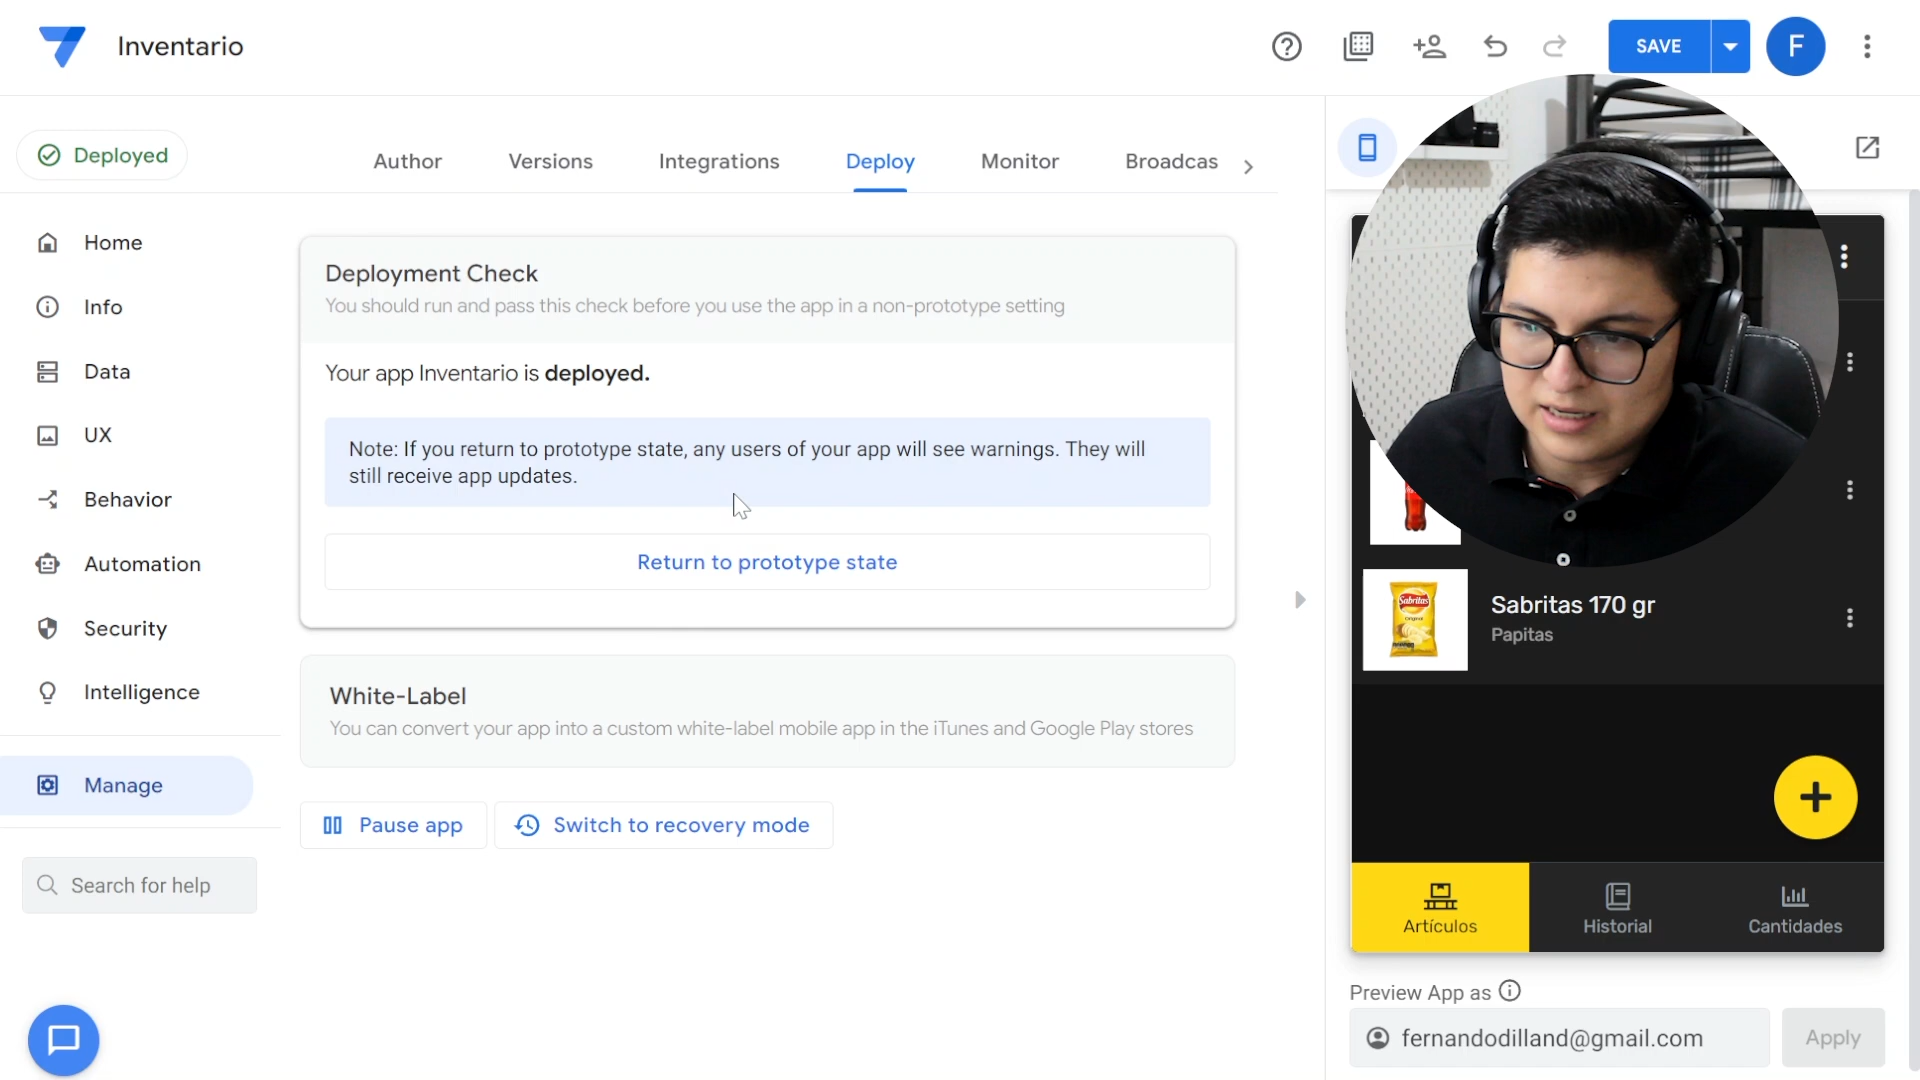 Inventario
SAVE
F
Deployed
Author
Versions
Integrations
Deploy
Monitor
Broadcas
Home
Info
Data
UX
Behavior
Automation
Security
Intelligence
Manage
Search for help
Deployment Check
You should run and pass this check before you use the app in a non-prototype setting
Your app Inventario is deployed.
Note: If you return to prototype state, any users of your app will see warnings. They will
still receive app updates.
Return to prototype state
White-Label
You can convert your app into a custom white-label mobile app in the iTunes and Google Play stores
Pause app
Switch to recovery mode
Sabritas
Sabritas 170 gr
Papitas
Artículos
Historial
Cantidades
Preview App as
fernandodilland@gmail.com
Apply